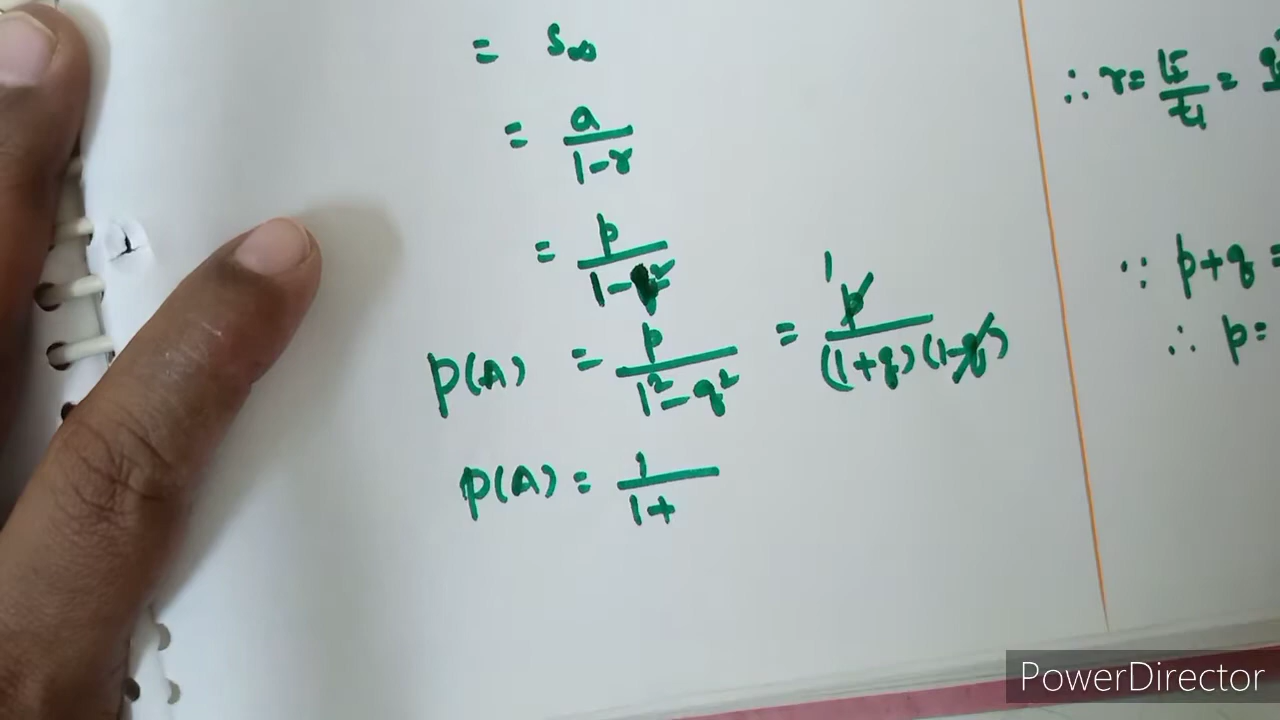 = S∞
= a/1-r
= p/1-q²
P(A) = p/1²-q² = 1 p/(1+q)(1-q)
P(A) = 1/1+
∴ r = t₂/t₁ =
∵ p+q =
∴ p =
PowerDirector